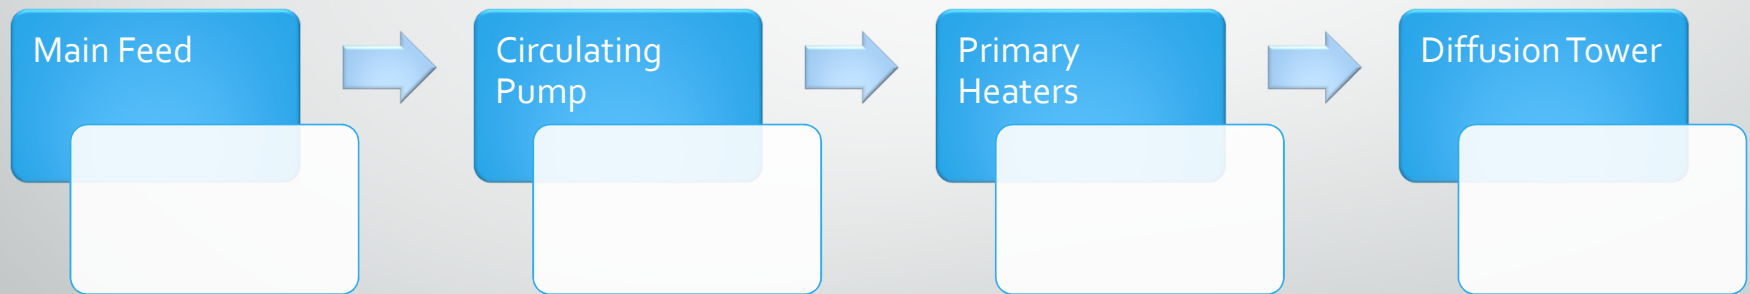 Main Feed
Circulating
Pump
Primary
Heaters
Diffusion Tower